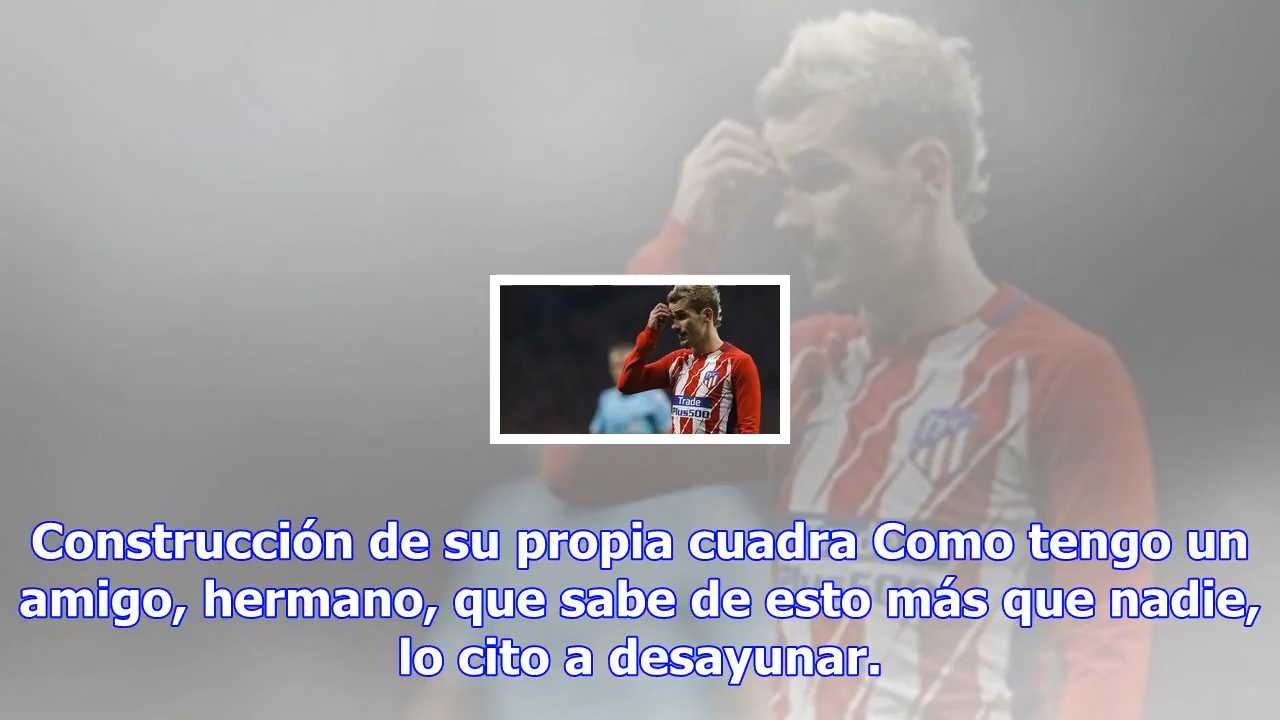 Trade
Plus500
Construcción de su propia cuadra Como tengo un
amigo, hermano, que sabe de esto más que nadie,
lo cito a desayunar.